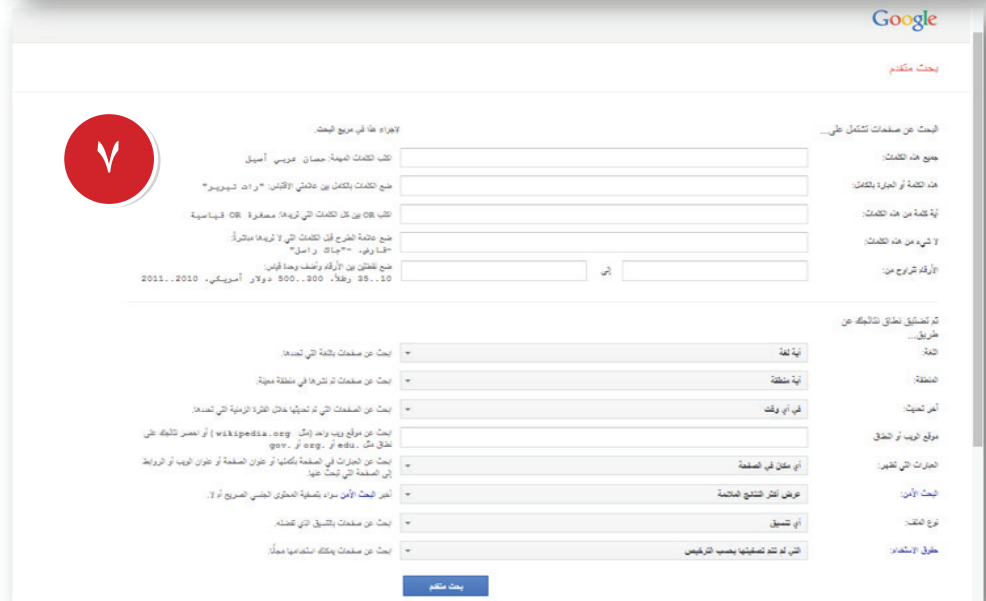 Google
بحث متقدم
٧
البحث عن صفحات تشتمل على...
لإجراء هذا في مربع البحث.
جميع هذه الكلمات:
اكتب الكلمات المهمة: حصان عربي أصيل
هذه الكلمة أو العبارة بالكامل:
ضع الكلمات بالكامل بين علامتي الاقتباس: "رات تيرير"
أية كلمة من هذه الكلمات:
اكتب OR بين كل الكلمات التي تريدها: مصغرة OR قياسية
لا شيء من هذه الكلمات:
ضع علامة الطرح قبل الكلمات التي لا تريدها مباشرةً:
-قارض، -"جاك راسل"
الأرقام تتراوح من:
إلى
ضع نقطتين بين الأرقام وأضف وحدة قياس:
10..35 رطلاً، 300..500 دولار أمريكي، 2010..2011
ثم تضييق نطاق نتائجك عن
طريق...
اللغة:
أية لغة
ابحث عن صفحات باللغة التي تحددها.
المنطقة:
أية منطقة
ابحث عن صفحات تم نشرها في منطقة معينة.
آخر تحديث:
في أي وقت
ابحث عن الصفحات التي تم تحديثها خلال الفترة الزمنية التي تحددها.
موقع الويب أو النطاق
ابحث عن موقع ويب واحد (مثل wikipedia.org) أو احصر نتائجك على
نطاق مثل .edu أو .org أو .gov
العبارات التي تظهر:
أي مكان في الصفحة
ابحث عن العبارات في الصفحة بأكملها أو عنوان الصفحة أو عنوان الويب أو الروابط
إلى الصفحة التي تبحث عنها.
البحث الآمن:
عرض أكثر النتائج الملائمة
أخبر البحث الآمن سواء بتصفية المحتوى الجنسي الصريح أم لا.
نوع الملف:
أي تنسيق
ابحث عن صفحات بالتنسيق الذي تفضله.
حقوق الاستخدام:
التي لم تتم تصفيتها بحسب الترخيص
ابحث عن صفحات يمكنك استخدامها مجانًا.
بحث متقدم